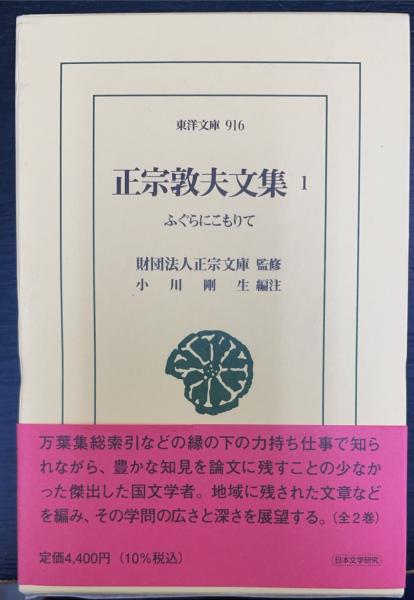 東洋文庫 916
正宗敦夫文集 1
ふぐらにこもりて
財団法人正宗文庫 監修
小川剛生 編注
万葉集総索引などの縁の下の力持ち仕事で知ら
れながら、豊かな知見を論文に残すことの少なか
った傑出した国文学者。地域に残された文章など
を編み、その学問の広さと深さを展望する。(全2巻)
定価4,400円(10%税込)
日本文学研究